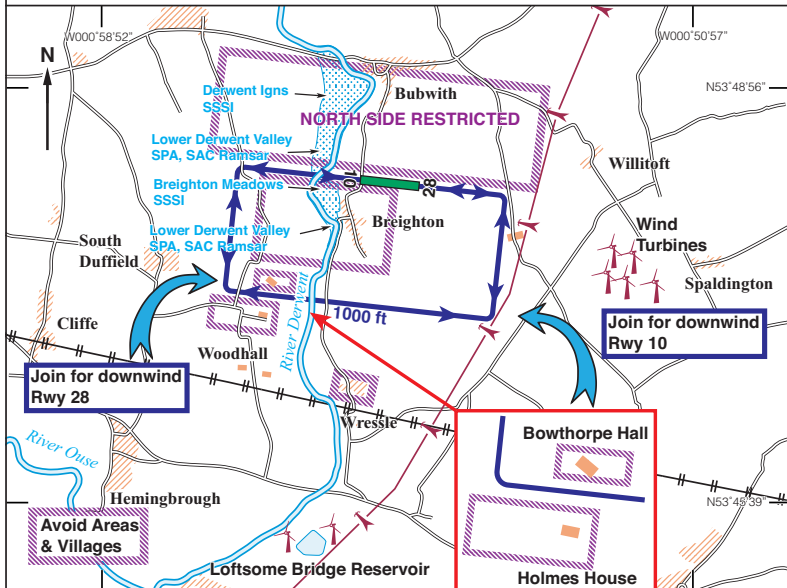 W000°58'52"
W000°50'57"
N
N53°48'56"
Derwent Igns
SSSI
Bubwith
NORTH SIDE RESTRICTED
Lower Derwent Valley
SPA, SAC Ramsar
Willitoft
10
28
Breighton Meadows
SSSI
Breighton
Lower Derwent Valley
SPA, SAC Ramsar
South
Duffield
Wind
Turbines
Spaldington
River Derwent
1000 ft
Cliffe
Join for downwind
Rwy 10
Woodhall
Join for downwind
Rwy 28
Wressle
River Ouse
Bowthorpe Hall
Hemingbrough
N53°45'39"
Avoid Areas
& Villages
Loftsome Bridge Reservoir
Holmes House